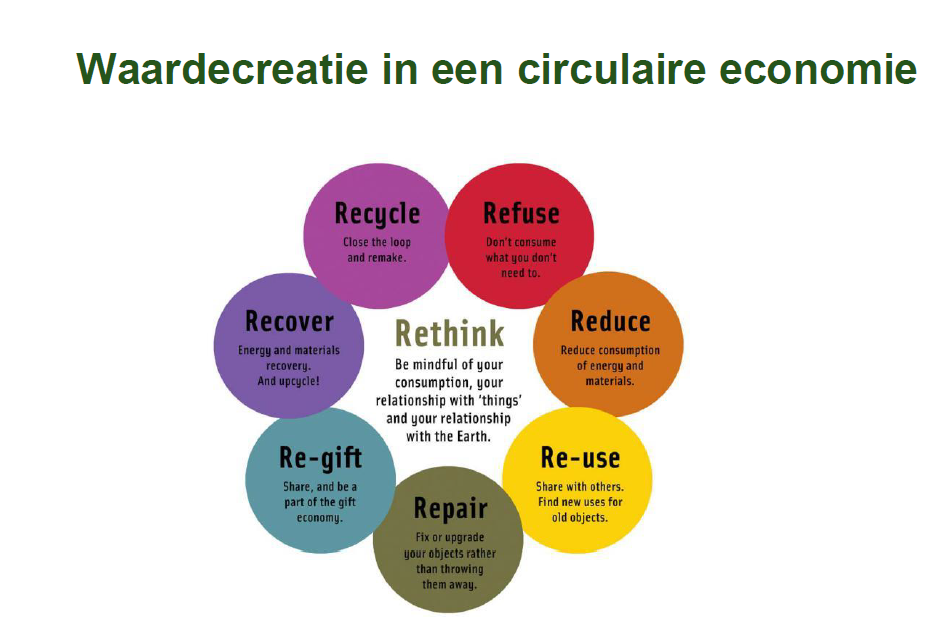 Waardecreatie in een circulaire economie
Recycle
Close the loop
and remake.
Refuse
Don't consume
what you don't
need to.
Recover
Energy and materials
recovery.
And upcycle!
Rethink
Be mindful of your
consumption, your
relationship with 'things'
and your relationship
with the Earth.
Reduce
Reduce consumption
of energy and
materials.
Re-gift
Share, and be a
part of the gift
economy.
Repair
Fix or upgrade
your objects rather
than throwing
them away.
Re-use
Share with others.
Find new uses for
old objects.